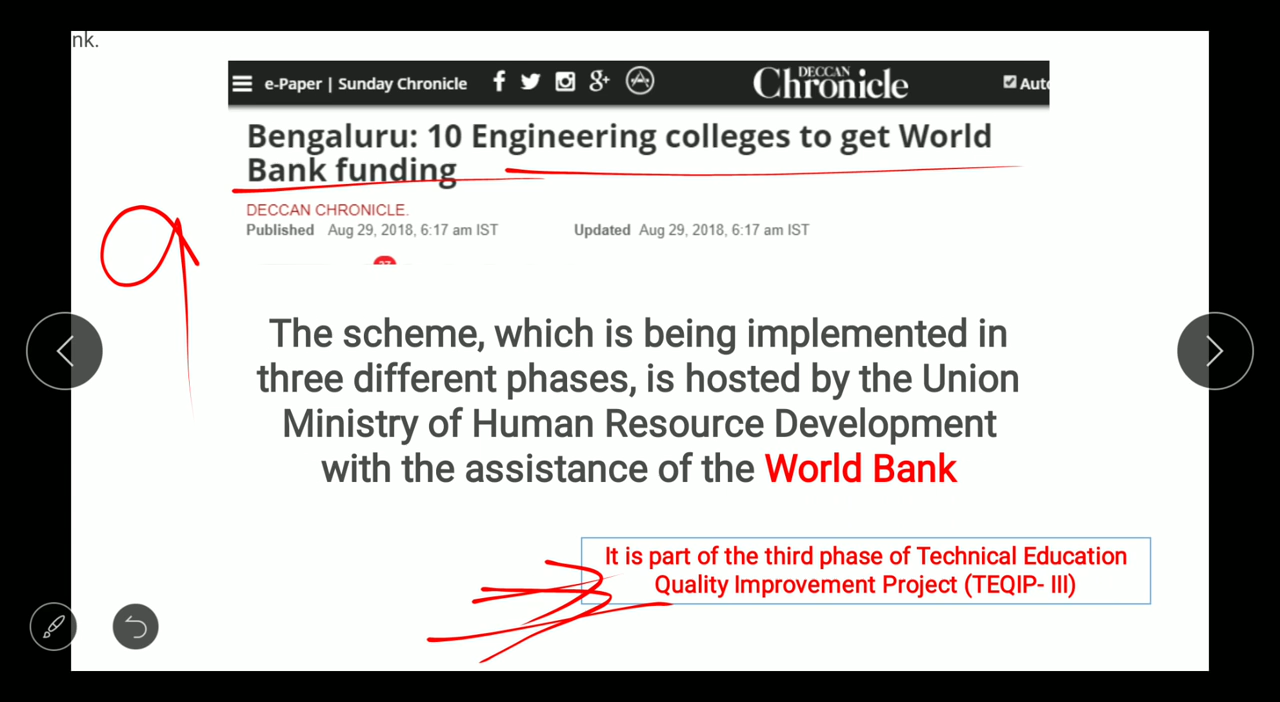 nk.
e-Paper | Sunday Chronicle
DECCAN
Chronicle
Auto
Bengaluru: 10 Engineering colleges to get World
Bank funding
DECCAN CHRONICLE.
Published Aug 29, 2018, 6:17 am IST Updated Aug 29, 2018, 6:17 am IST
The scheme, which is being implemented in
three different phases, is hosted by the Union
Ministry of Human Resource Development
with the assistance of the World Bank
It is part of the third phase of Technical Education
Quality Improvement Project (TEQIP- III)